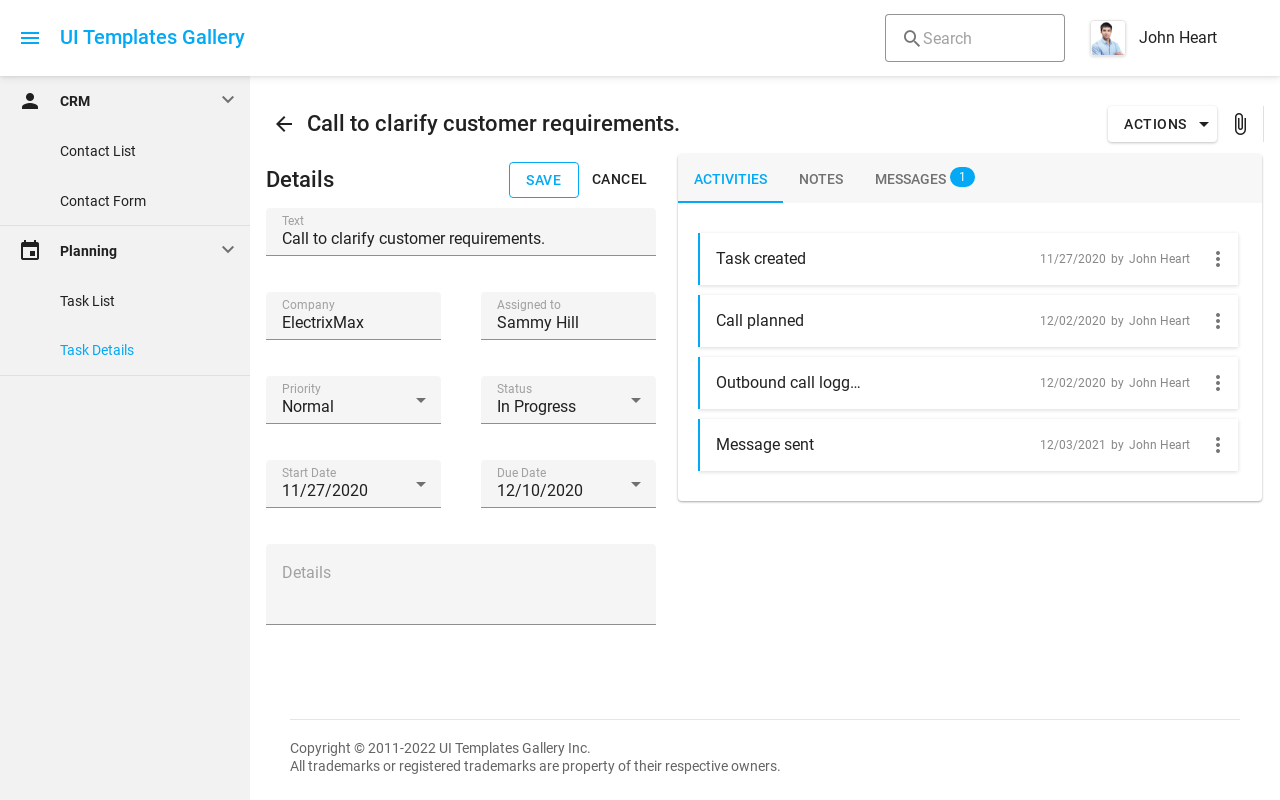 UI Templates Gallery
Search
John Heart
CRM
Contact List
Contact Form
Planning
Task List
Task Details
Call to clarify customer requirements.
ACTIONS
Details
SAVE
CANCEL
Text
Call to clarify customer requirements.
Company
ElectrixMax
Assigned to
Sammy Hill
Priority
Normal
Status
In Progress
Start Date
11/27/2020
Due Date
12/10/2020
Details
ACTIVITIES
NOTES
MESSAGES 1
Task created 11/27/2020 by John Heart
Call planned 12/02/2020 by John Heart
Outbound call logg... 12/02/2020 by John Heart
Message sent 12/03/2021 by John Heart
Copyright © 2011-2022 UI Templates Gallery Inc.
All trademarks or registered trademarks are property of their respective owners.